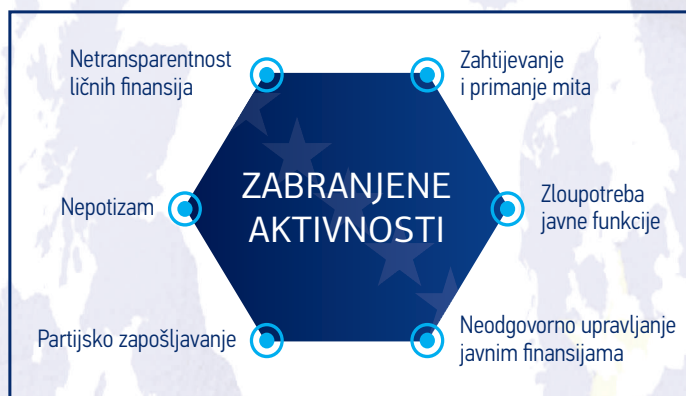 Netransparentnost
ličnih finansija
Zahtijevanje
i primanje mita
Nepotizam
ZABRANJENE
AKTIVNOSTI
Zloupotreba
javne funkcije
Partijsko zapošljavanje
Neodgovorno upravljanje
javnim finansijama